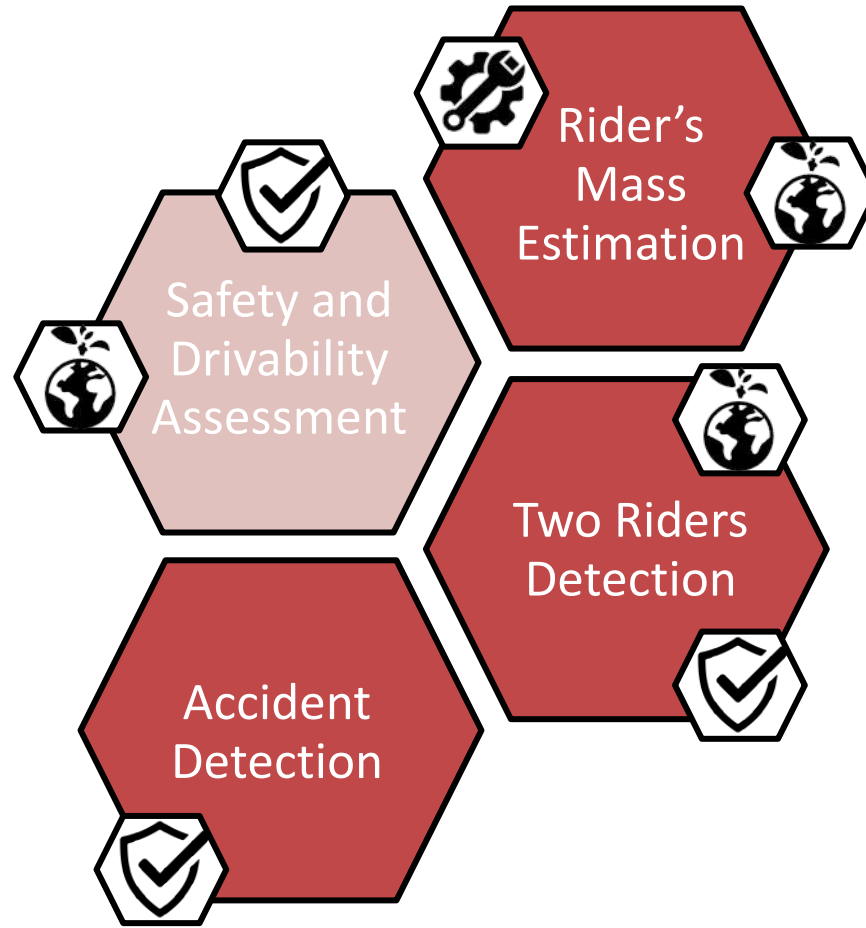 Rider’s
Mass
Estimation
Safety and
Drivability
Assessment
Two Riders
Detection
Accident
Detection